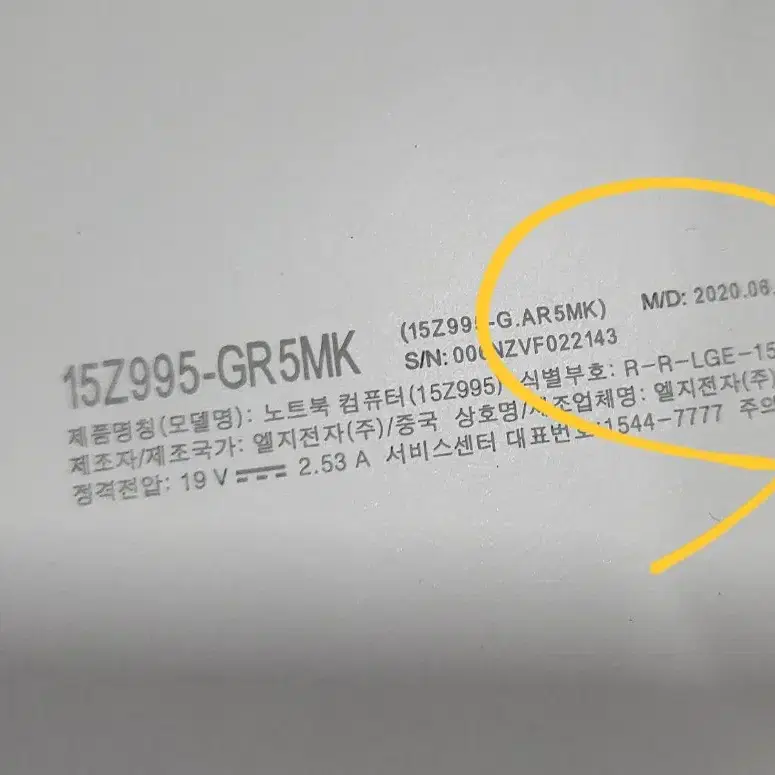 15Z995-GR5MK
(15Z995-G.AR5MK) M/D: 2020.06.
S/N: 006NZVF022143
제품명칭(모델명): 노트북 컴퓨터(15Z995) 식별부호: R-R-LGE-15
제조자/제조국가: 엘지전자(주)/중국 상호명/제조업체명: 엘지전자(주)
정격전압: 19 V 2.53 A 서비스센터 대표번호:1544-7777 주의